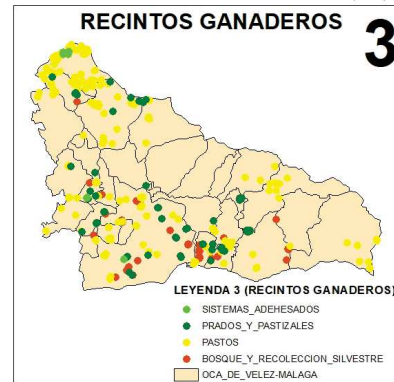 RECINTOS GANADEROS
3
LEYENDA 3 (RECINTOS GANADEROS)
SISTEMAS_ADEHESADOS
PRADOS_Y_PASTIZALES
PASTOS
BOSQUE_Y_RECOLECCION_SILVESTRE
OCA_DE_VELEZ-MALAGA